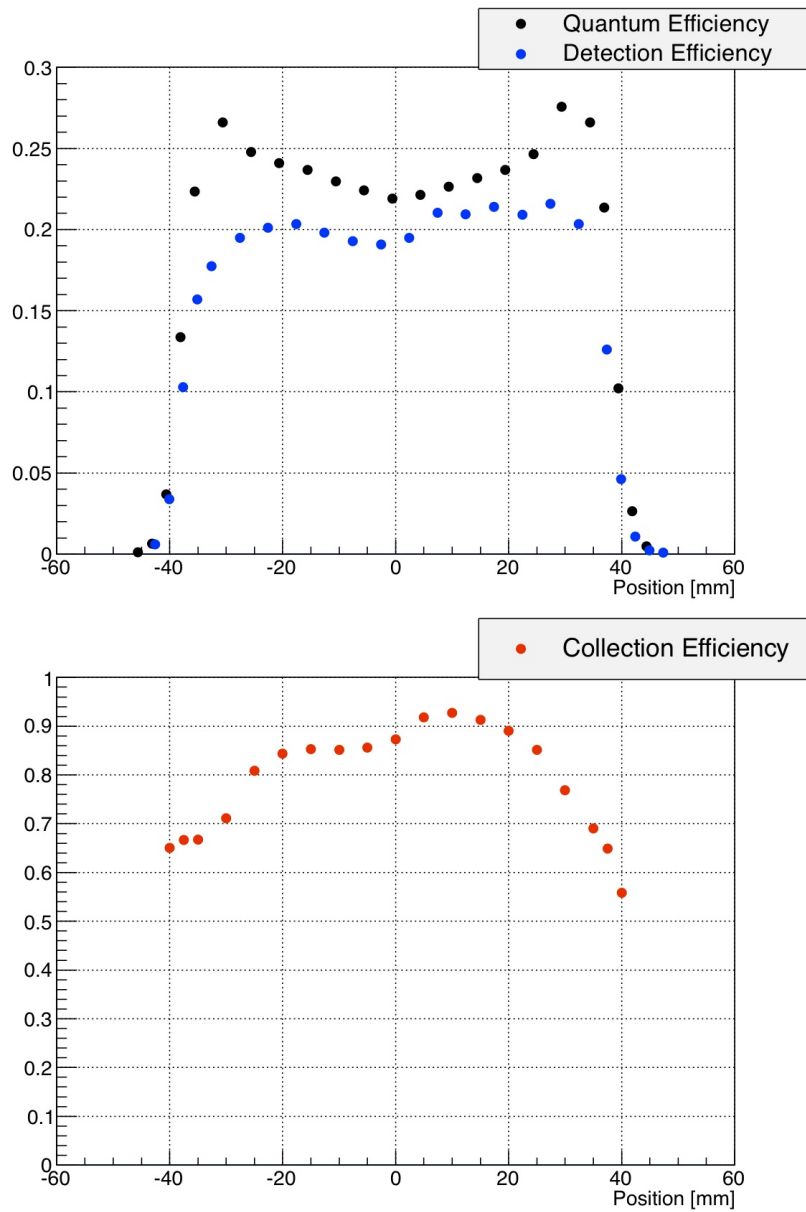 Quantum Efficiency
Detection Efficiency
0.3
0.25
0.2
0.15
0.1
0.05
0
-60 -40 -20 0 20 40 60
Position [mm]
Collection Efficiency
1
0.9
0.8
0.7
0.6
0.5
0.4
0.3
0.2
0.1
0
-60 -40 -20 0 20 40 60
Position [mm]